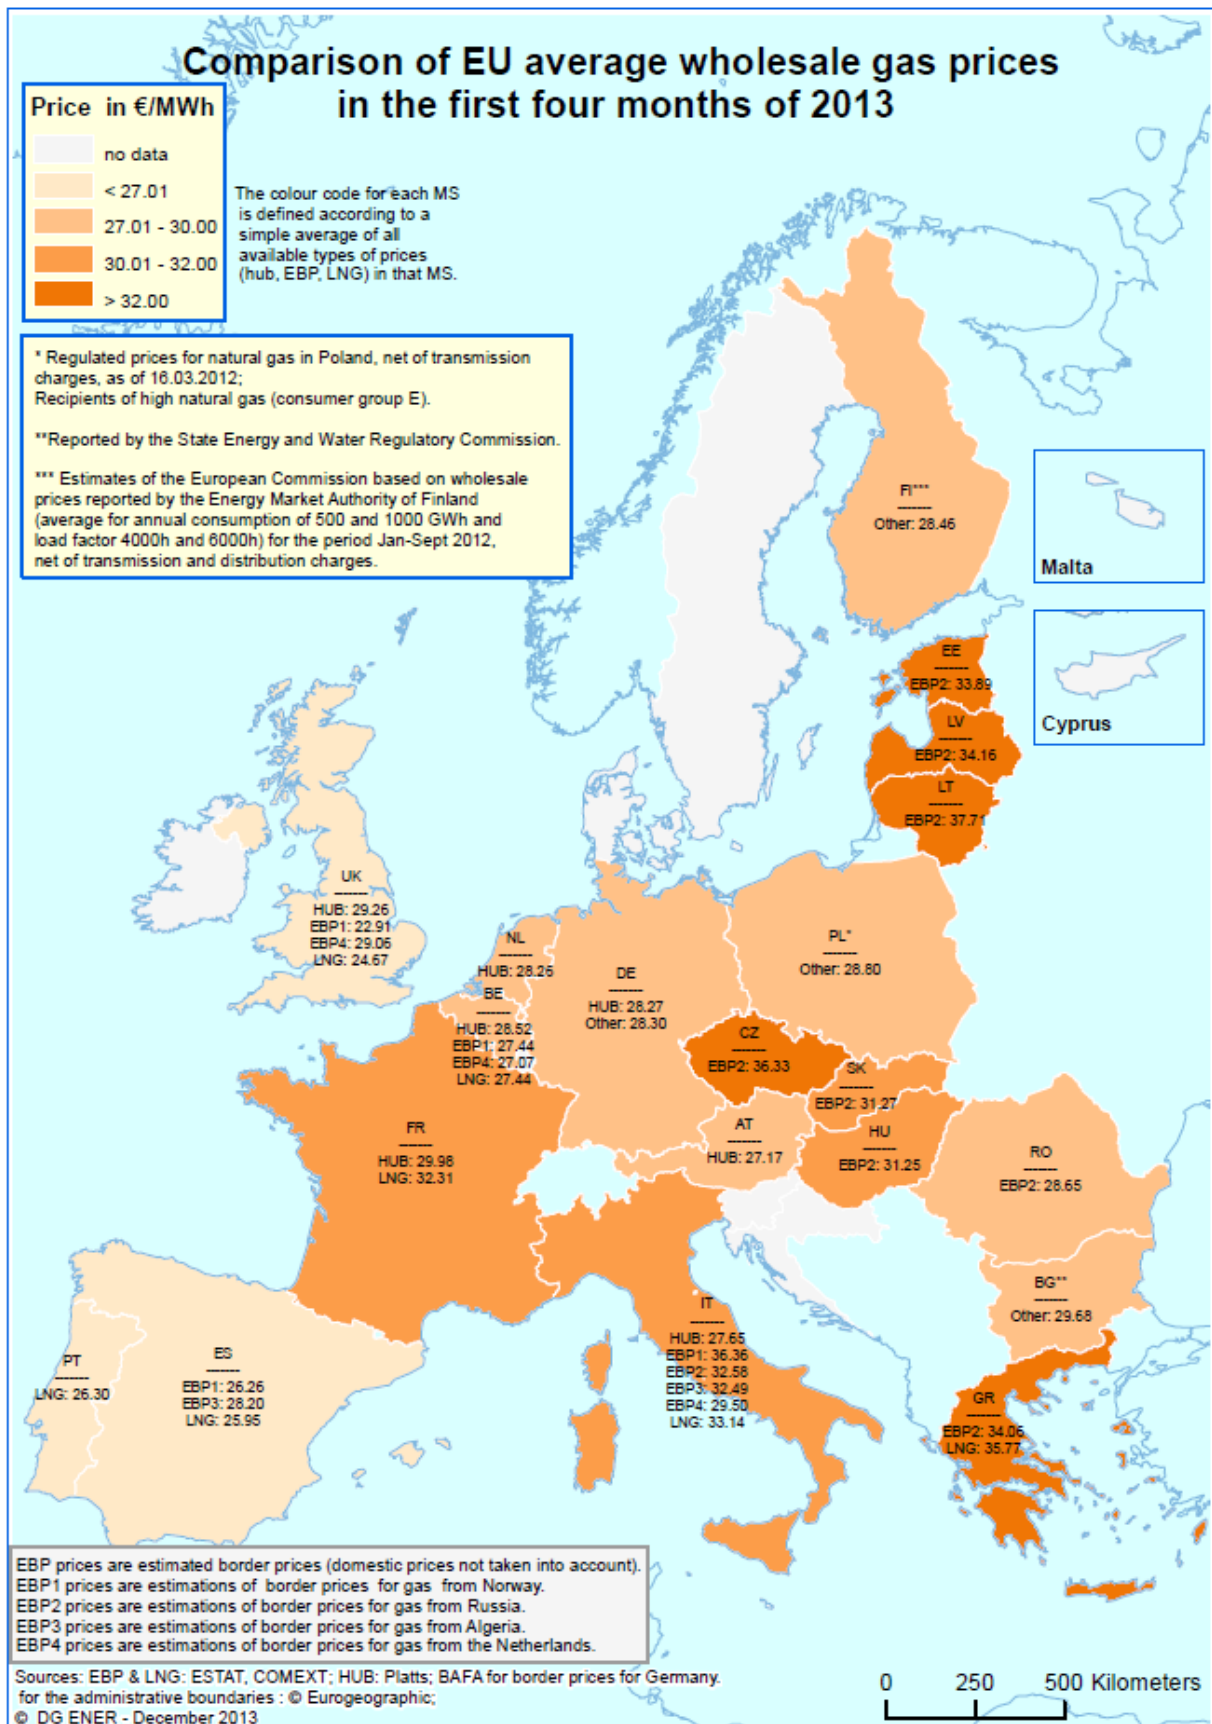 Comparison of EU average wholesale gas prices
in the first four months of 2013
Price in €/MWh
no data
< 27.01
27.01 - 30.00
30.01 - 32.00
> 32.00
The colour code for each MS
is defined according to a
simple average of all
available types of prices
(hub, EBP, LNG) in that MS.
* Regulated prices for natural gas in Poland, net of transmission
charges, as of 16.03.2012;
Recipients of high natural gas (consumer group E).
**Reported by the State Energy and Water Regulatory Commission.
*** Estimates of the European Commission based on wholesale
prices reported by the Energy Market Authority of Finland
(average for annual consumption of 500 and 1000 GWh and
load factor 4000h and 6000h) for the period Jan-Sept 2012,
net of transmission and distribution charges.
Malta
Cyprus
FI***
-------
Other: 28.46
EE
-------
EBP2: 33.89
LV
-------
EBP2: 34.16
LT
-------
EBP2: 37.71
UK
-------
HUB: 29.26
EBP1: 22.91
EBP4: 29.06
LNG: 24.67
NL
-------
HUB: 28.26
BE
-------
HUB: 28.52
EBP1: 27.44
EBP4: 27.07
LNG: 27.44
DE
-------
HUB: 28.27
Other: 28.30
PL*
-------
Other: 28.80
CZ
-------
EBP2: 36.33
SK
-------
EBP2: 31.27
AT
-------
HUB: 27.17
HU
-------
EBP2: 31.25
RO
-------
EBP2: 28.65
BG**
-------
Other: 29.68
FR
-------
HUB: 29.98
LNG: 32.31
IT
-------
HUB: 27.65
EBP1: 36.36
EBP2: 32.58
EBP3: 32.49
EBP4: 29.50
LNG: 33.14
PT
-------
LNG: 26.30
ES
-------
EBP1: 26.26
EBP3: 28.20
LNG: 25.95
GR
-------
EBP2: 34.06
LNG: 35.77
EBP prices are estimated border prices (domestic prices not taken into account).
EBP1 prices are estimations of border prices for gas from Norway.
EBP2 prices are estimations of border prices for gas from Russia.
EBP3 prices are estimations of border prices for gas from Algeria.
EBP4 prices are estimations of border prices for gas from the Netherlands.
Sources: EBP & LNG: ESTAT, COMEXT; HUB: Platts; BAFA for border prices for Germany.
for the administrative boundaries : © Eurogeographic;
© DG ENER - December 2013
0 250 500 Kilometers